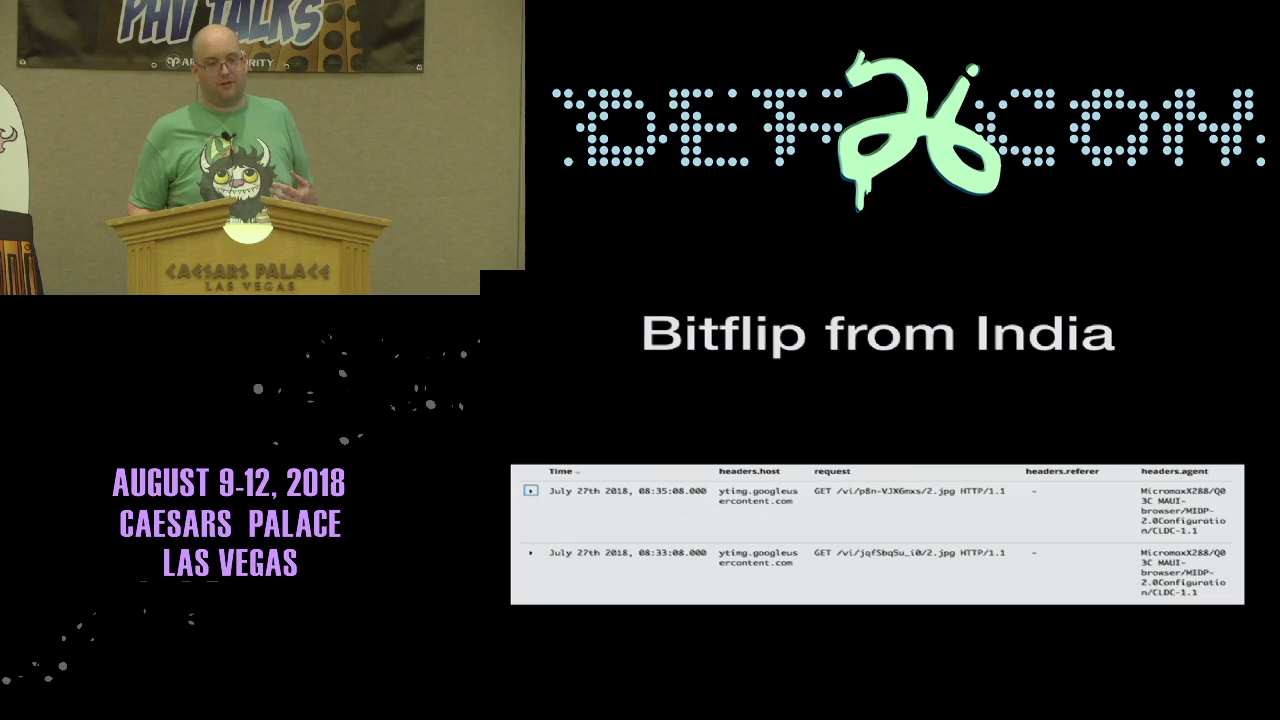 PHV TALKS
DEF CON
26
CAESARS PALACE
LAS VEGAS
Bitflip from India
AUGUST 9-12, 2018
CAESARS PALACE
LAS VEGAS
Time headers.host request headers.referer headers.agent
July 27th 2018, 08:35:08.000 ytimg.googleus GET /vi/p8n-VJX6mxs/2.jpg HTTP/1.1 - MicromaxX288/Q0
ercontent.com 3C MAUI-
browser/MIDP-
2.0Configuratio
n/CLDC-1.1
July 27th 2018, 08:33:08.000 ytimg.googleus GET /vi/jqfSbqSu_i0/2.jpg HTTP/1.1 - MicromaxX288/Q0
ercontent.com 3C MAUI-
browser/MIDP-
2.0Configuratio
n/CLDC-1.1